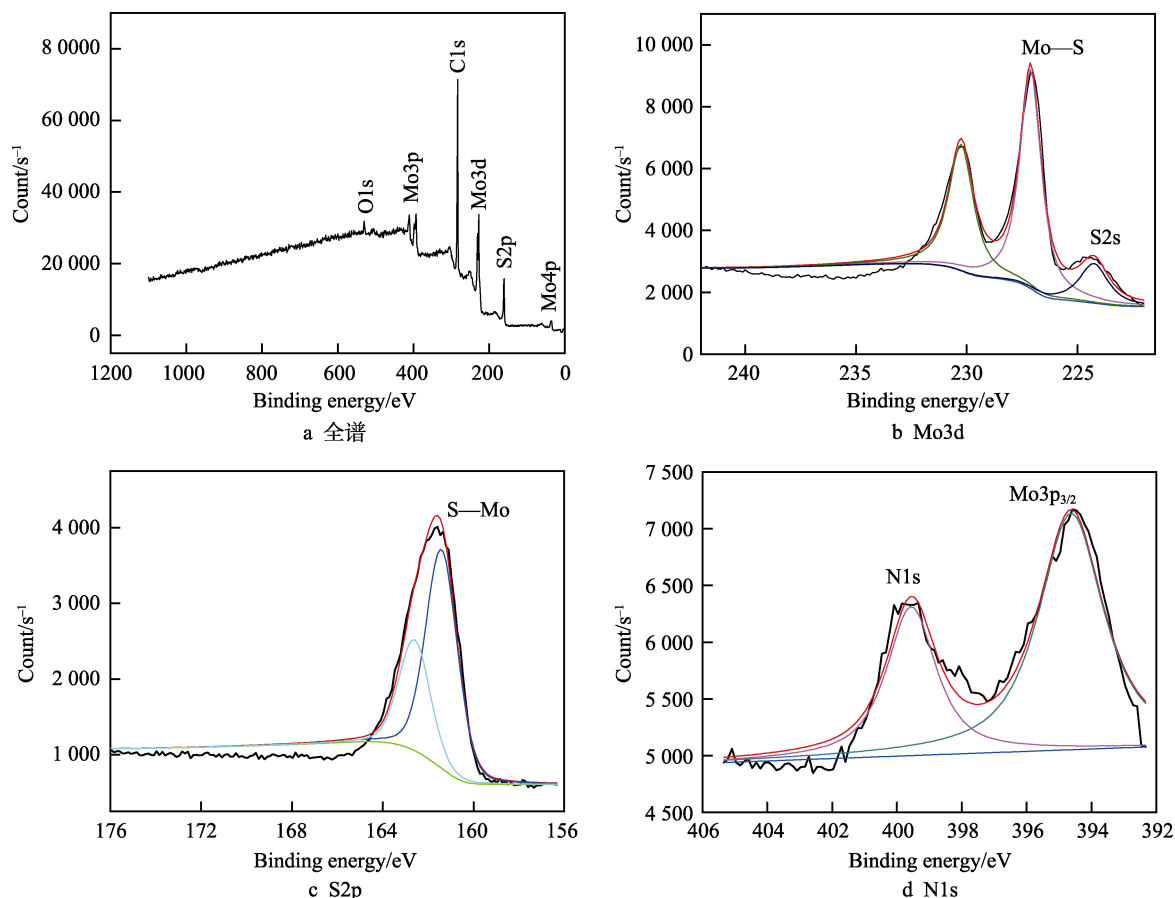 8 0000
60 000
40 000
20 000
0
Count/s⁻¹
O1s
Mo3p
C1s
Mo3d
S2p
Mo4p
1200 1000 800 600 400 200 0
Binding energy/eV
a 全谱
10 000
8 000
6 000
4 000
2 000
0
Count/s⁻¹
Mo—S
S2s
240 235 230 225
Binding energy/eV
b Mo3d
4 000
3 000
2 000
1 000
Count/s⁻¹
S—Mo
176 172 168 164 160 156
Binding energy/eV
c S2p
7 500
7 000
6 500
6 000
5 500
5 000
4 500
Count/s⁻¹
N1s
Mo3p₃/₂
406 404 402 400 398 396 394 392
Binding energy/eV
d N1s